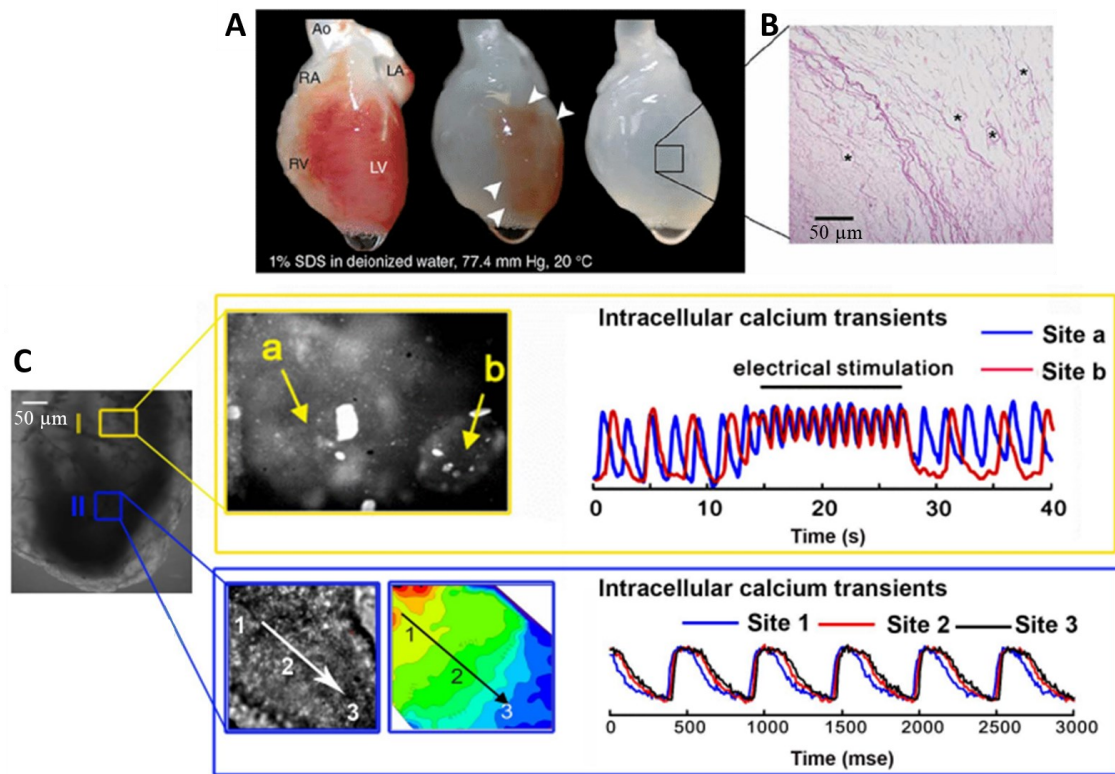 A
Ao
RA
LA
RV
LV
1% SDS in deionized water, 77.4 mm Hg, 20 °C
B
*
*
*
*
50 µm
C
50 µm
I
II
a
b
Intracellular calcium transients
Site a
Site b
electrical stimulation
0 10 20 30 40
Time (s)
1
2
3
1
2
3
Intracellular calcium transients
Site 1 Site 2 Site 3
0 500 1000 1500 2000 2500 3000
Time (mse)